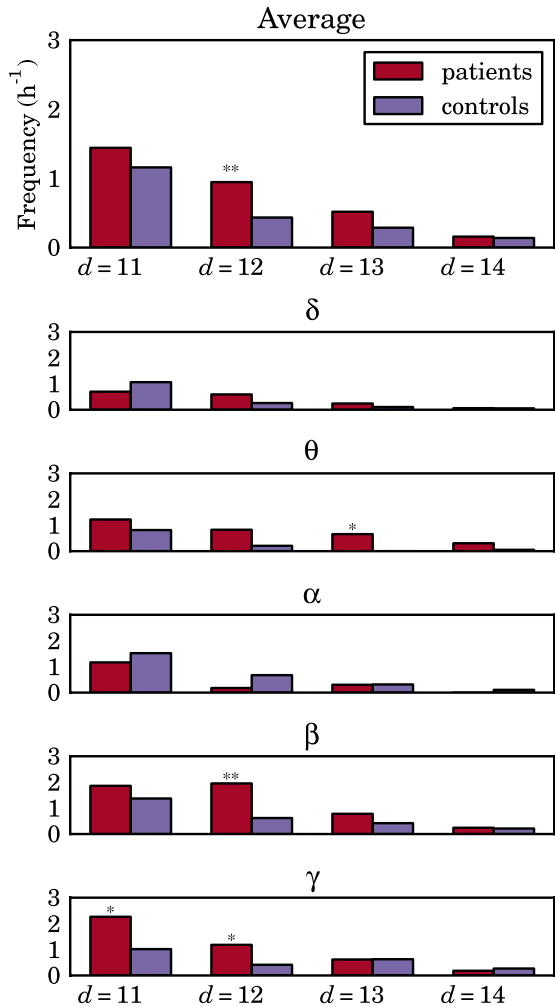 Average
Frequency (h⁻¹)
3
2
1
0
patients
controls
**
d = 11 d = 12 d = 13 d = 14
δ
3
2
1
0
θ
3
2
1
0
*
α
3
2
1
0
β
3
2
1
0
**
γ
3
2
1
0
* *
d = 11 d = 12 d = 13 d = 14